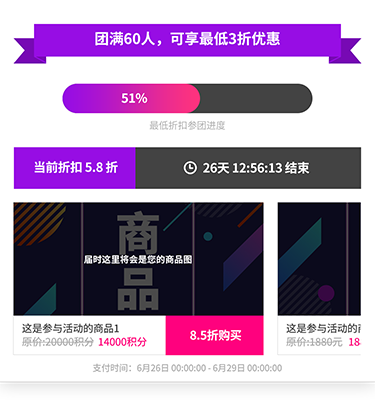 团满60人，可享最低3折优惠
51%
最低折扣参团进度
当前折扣 5.8 折
26天 12:56:13 结束
商品
届时这里将会是您的商品图
这是参与活动的商品1
原价:20000积分 14000积分
8.5折购买
这是参与活动的商
原价:1880元 188
支付时间：6月26日 00:00:00 - 6月29日 00:00:00